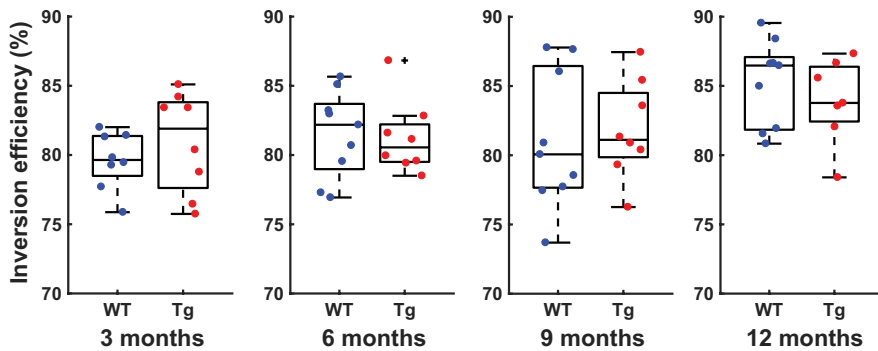 Inversion efficiency (%)
90 90 90 90
85 85 85 85
80 80 80 80
75 75 75 75
70 70 70 70
WT Tg WT Tg WT Tg WT Tg
3 months 6 months 9 months 12 months